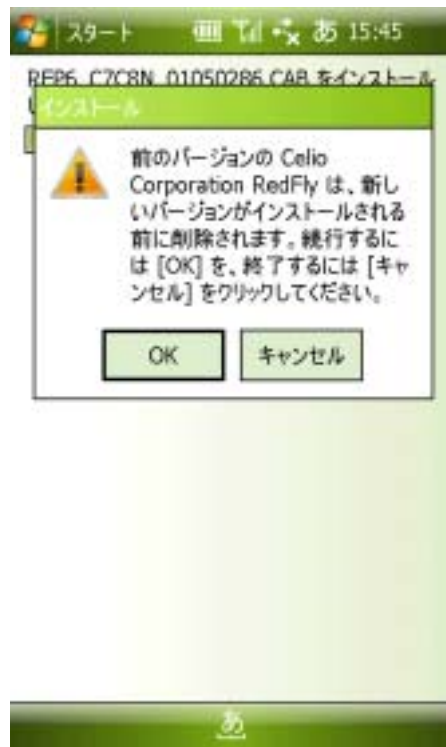 スタート あ 15:45
REP6_C7C8N_01050286.CAB をインストール
インストール
前のバージョンの Celio
Corporation RedFly は、新し
いバージョンがインストールされる
前に削除されます。続行するに
は [OK] を、終了するには [キャ
ンセル] をクリックしてください。
OK キャンセル
あ